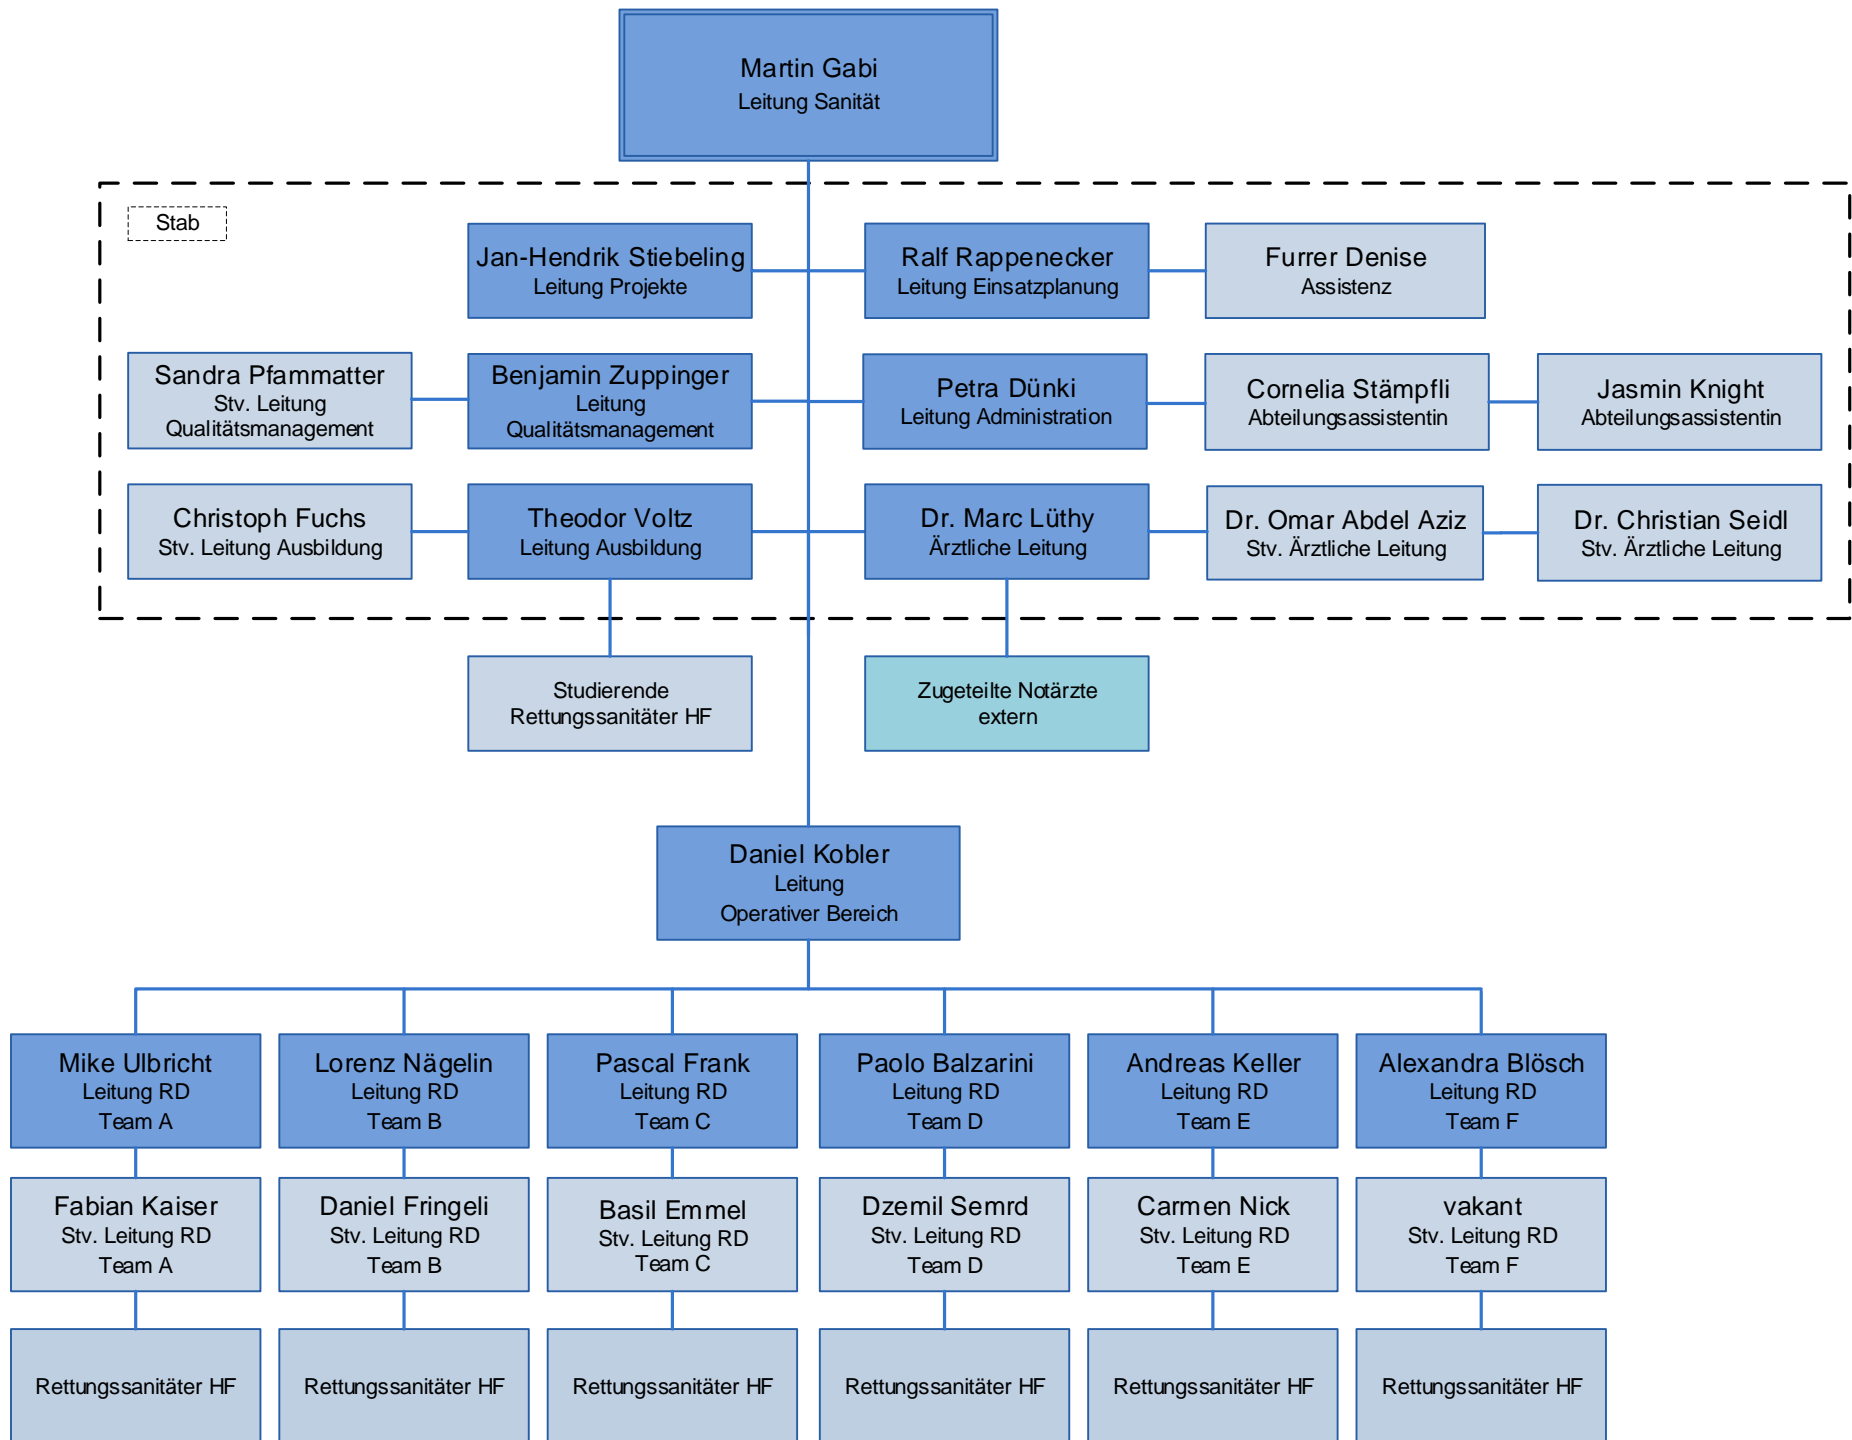 Martin Gabi
Leitung Sanität
Stab
Jan-Hendrik Stiebeling
Leitung Projekte
Ralf Rappenecker
Leitung Einsatzplanung
Furrer Denise
Assistenz
Sandra Pfammatter
Stv. Leitung
Qualitätsmanagement
Benjamin Zuppinger
Leitung
Qualitätsmanagement
Petra Dünki
Leitung Administration
Cornelia Stämpfli
Abteilungsassistentin
Jasmin Knight
Abteilungsassistentin
Christoph Fuchs
Stv. Leitung Ausbildung
Theodor Voltz
Leitung Ausbildung
Dr. Marc Lüthy
Ärztliche Leitung
Dr. Omar Abdel Aziz
Stv. Ärztliche Leitung
Dr. Christian Seidl
Stv. Ärztliche Leitung
Studierende
Rettungssanitäter HF
Zugeteilte Notärzte
extern
Daniel Kobler
Leitung
Operativer Bereich
Mike Ulbricht
Leitung RD
Team A
Lorenz Nägelin
Leitung RD
Team B
Pascal Frank
Leitung RD
Team C
Paolo Balzarini
Leitung RD
Team D
Andreas Keller
Leitung RD
Team E
Alexandra Blösch
Leitung RD
Team F
Fabian Kaiser
Stv. Leitung RD
Team A
Daniel Fringeli
Stv. Leitung RD
Team B
Basil Emmel
Stv. Leitung RD
Team C
Dzemil Semrd
Stv. Leitung RD
Team D
Carmen Nick
Stv. Leitung RD
Team E
vakant
Stv. Leitung RD
Team F
Rettungssanitäter HF
Rettungssanitäter HF
Rettungssanitäter HF
Rettungssanitäter HF
Rettungssanitäter HF
Rettungssanitäter HF